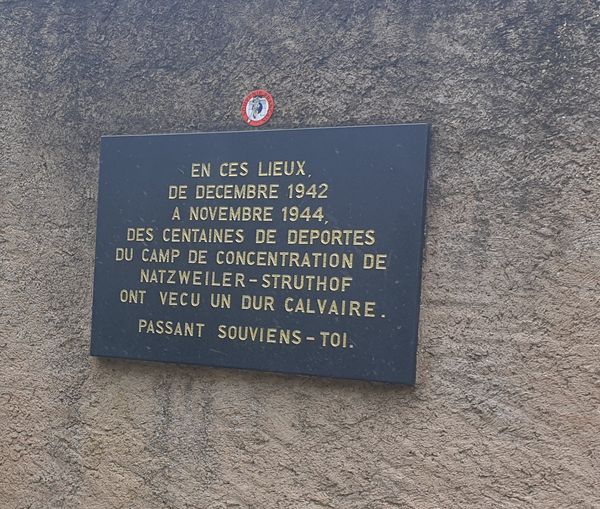 EN CES LIEUX,
DE DECEMBRE 1942
A NOVEMBRE 1944,
DES CENTAINES DE DEPORTES
DU CAMP DE CONCENTRATION DE
NATZWEILER-STRUTHOF
ONT VECU UN DUR CALVAIRE.
PASSANT SOUVIENS-TOI.